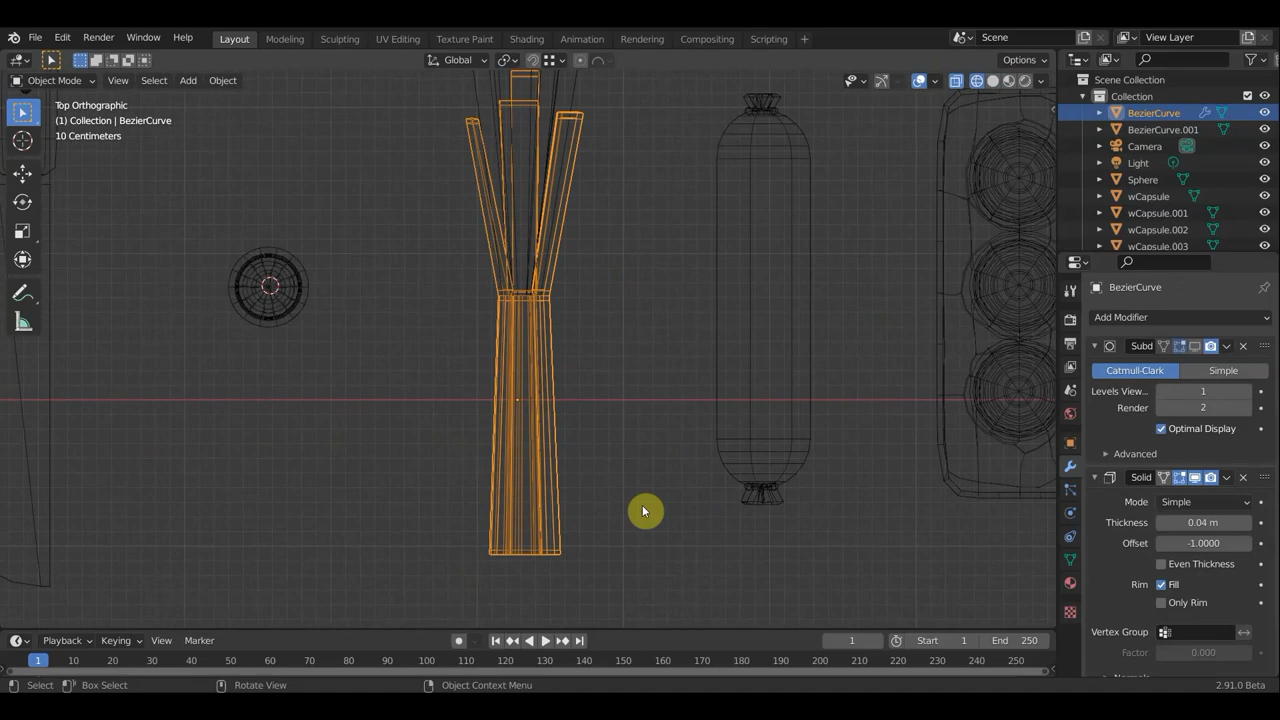 File Edit Render Window Help Layout Modeling Sculpting UV Editing Texture Paint Shading Animation Rendering Compositing Scripting + Scene View Layer
Global Options
Object Mode View Select Add Object
Top Orthographic
(1) Collection | BezierCurve
10 Centimeters
Scene Collection
Collection
BezierCurve
BezierCurve.001
Camera
Light
Sphere
wCapsule
wCapsule.001
wCapsule.002
wCapsule.003
BezierCurve
Add Modifier
Subd
Catmull-Clark Simple
Levels View... 1
Render 2
Optimal Display
Advanced
Solid
Mode Simple
Thickness 0.04 m
Offset -1.0000
Even Thickness
Rim Fill
Only Rim
Vertex Group
Factor 0.000
Playback Keying View Marker 1 Start 1 End 250
1 10 20 30 40 50 60 70 80 90 100 110 120 130 140 150 160 170 180 190 200 210 220 230 240 250
Select Box Select Rotate View Object Context Menu 2.91.0 Beta